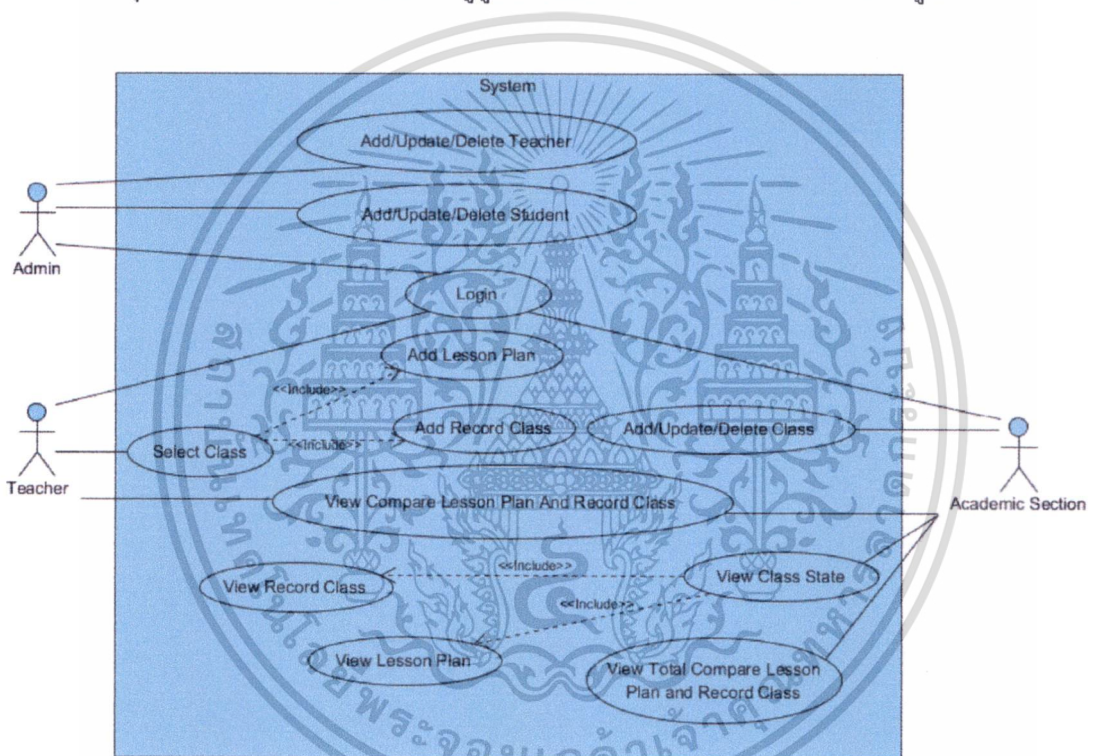 System
Add/Update/Delete Teacher
Add/Update/Delete Student
Admin
Login
Add Lesson Plan
<<Include>>
Add Record Class
Add/Update/Delete Class
<<Include>>
Select Class
Teacher
Academic Section
View Compare Lesson Plan And Record Class
<<Include>>
View Class State
View Record Class
<<Include>>
View Lesson Plan
View Total Compare Lesson
Plan and Record Class